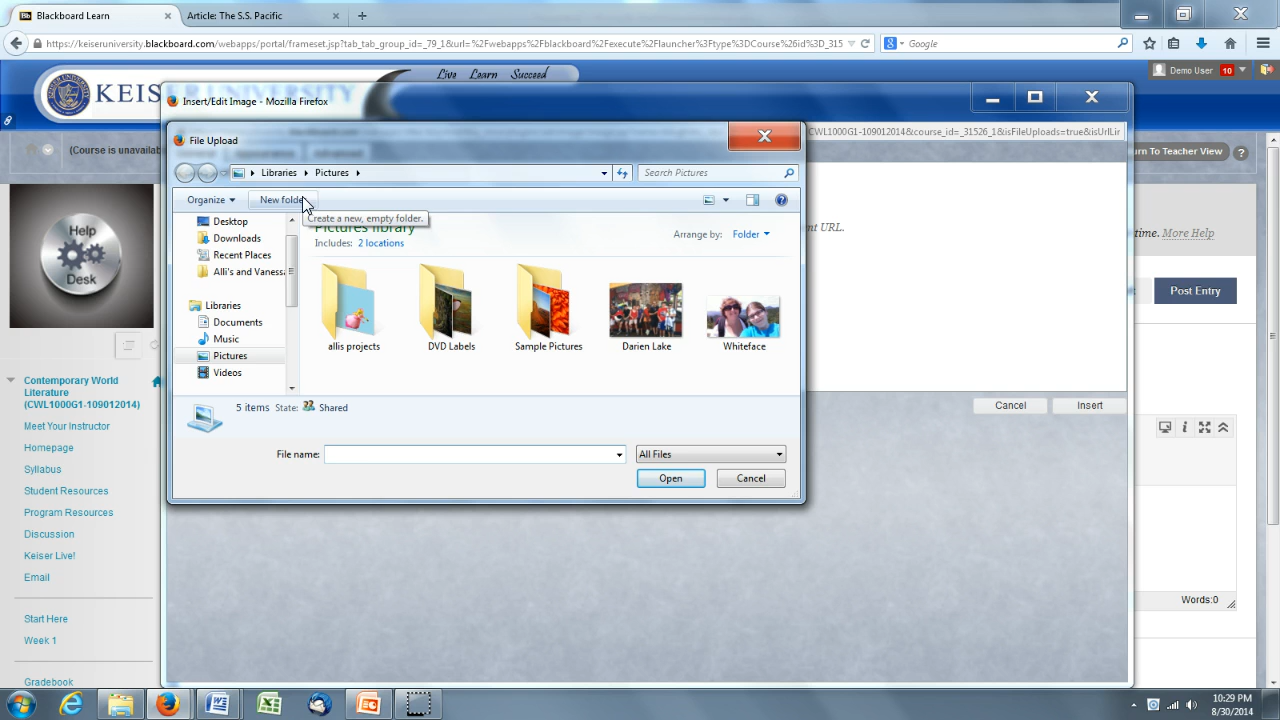 Blackboard Learn
Article: The S.S. Pacific
https://keiseruniversity.blackboard.com/webapps/portal/frameset.jsp?tab_tab_group_id=_79_1&url=%2Fwebapps%2Fblackboard%2Fexecute%2Flauncher%3Ftype%3DCourse%26id%3D_315
Google
Live Learn Succeed
Demo User 10
KEIS
Insert/Edit Image - Mozilla Firefox
File Upload
CWL1000G1-109012014&course_id=_31526_1&isFileUploads=true&isUrlLir
(Course is unavailab
rn To Teacher View ?
Libraries Pictures
Search Pictures
Organize
New folde
Create a new, empty folder.
Pictures library
Includes: 2 locations
Arrange by: Folder
nt URL.
time. More Help
Desktop
Downloads
Recent Places
Alli's and Vanessa
Libraries
Documents
Music
Pictures
Videos
allis projects
DVD Labels
Sample Pictures
Darien Lake
Whiteface
Help
Desk
Post Entry
5 items State: Shared
Cancel
Insert
File name:
All Files
Open
Cancel
Contemporary World
Literature
(CWL1000G1-109012014)
Meet Your Instructor
Homepage
Syllabus
Student Resources
Program Resources
Discussion
Keiser Live!
Email
Start Here
Week 1
Gradebook
Words:0
10:29 PM
8/30/2014